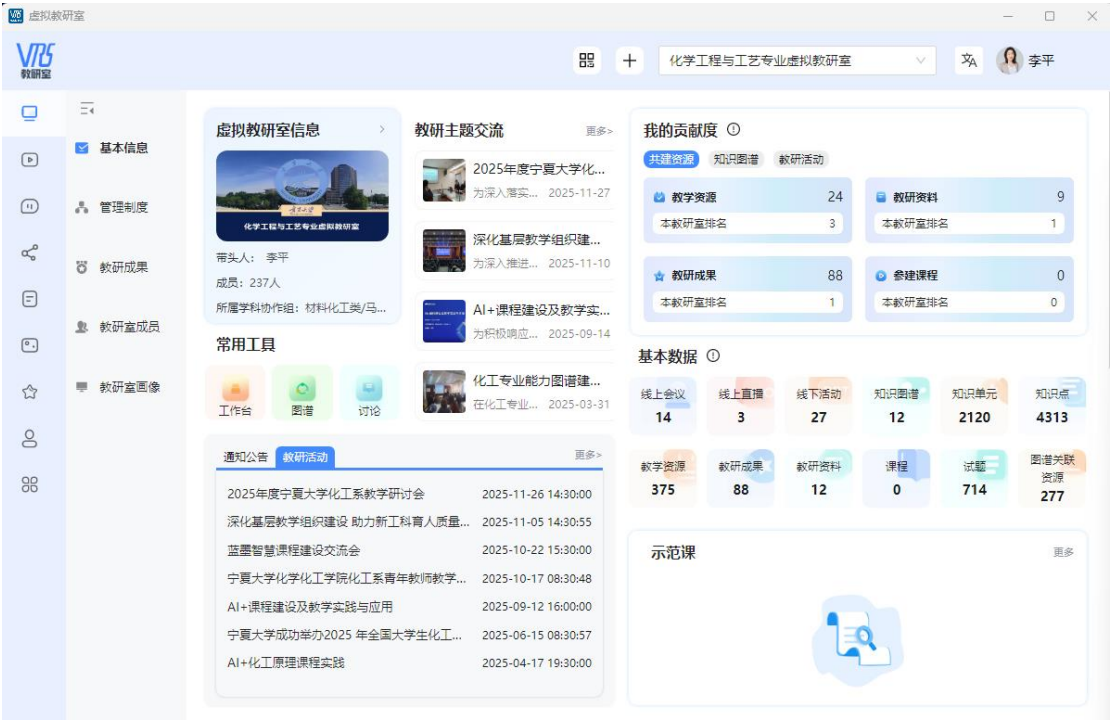 虚拟教研室
VRS
教研室
化学工程与工艺专业虚拟教研室
李平
基本信息
管理制度
教研成果
教研室成员
教研室画像
虚拟教研室信息
化学工程与工艺专业虚拟教研室
带头人： 李平
成员：237人
所属学科协作组：材料化工类/马...
常用工具
工作台
图谱
讨论
教研主题交流
更多>
2025年度宁夏大学化...
为深入落实... 2025-11-27
深化基层教学组织建...
为深入推进... 2025-11-10
AI+课程建设及教学实...
为积极响应... 2025-09-14
化工专业能力图谱建...
在化工专业... 2025-03-31
通知公告 教研活动 更多>
2025年度宁夏大学化工系教学研讨会 2025-11-26 14:30:00
深化基层教学组织建设 助力新工科育人质量... 2025-11-05 14:30:55
蓝墨智慧课程建设交流会 2025-10-22 15:30:00
宁夏大学化学化工学院化工系青年教师教学... 2025-10-17 08:30:48
AI+课程建设及教学实践与应用 2025-09-12 16:00:00
宁夏大学成功举办2025 年全国大学生化工... 2025-06-15 08:30:57
AI+化工原理课程实践 2025-04-17 19:30:00
我的贡献度
共建资源 知识图谱 教研活动
教学资源 24
本教研室排名 3
教研资料 9
本教研室排名 1
教研成果 88
本教研室排名 1
参建课程 0
本教研室排名 0
基本数据
线上会议 线上直播 线下活动 知识图谱 知识单元 知识点
14 3 27 12 2120 4313
教学资源 教研成果 教研资料 课程 试题 图谱关联资源
375 88 12 0 714 277
示范课 更多